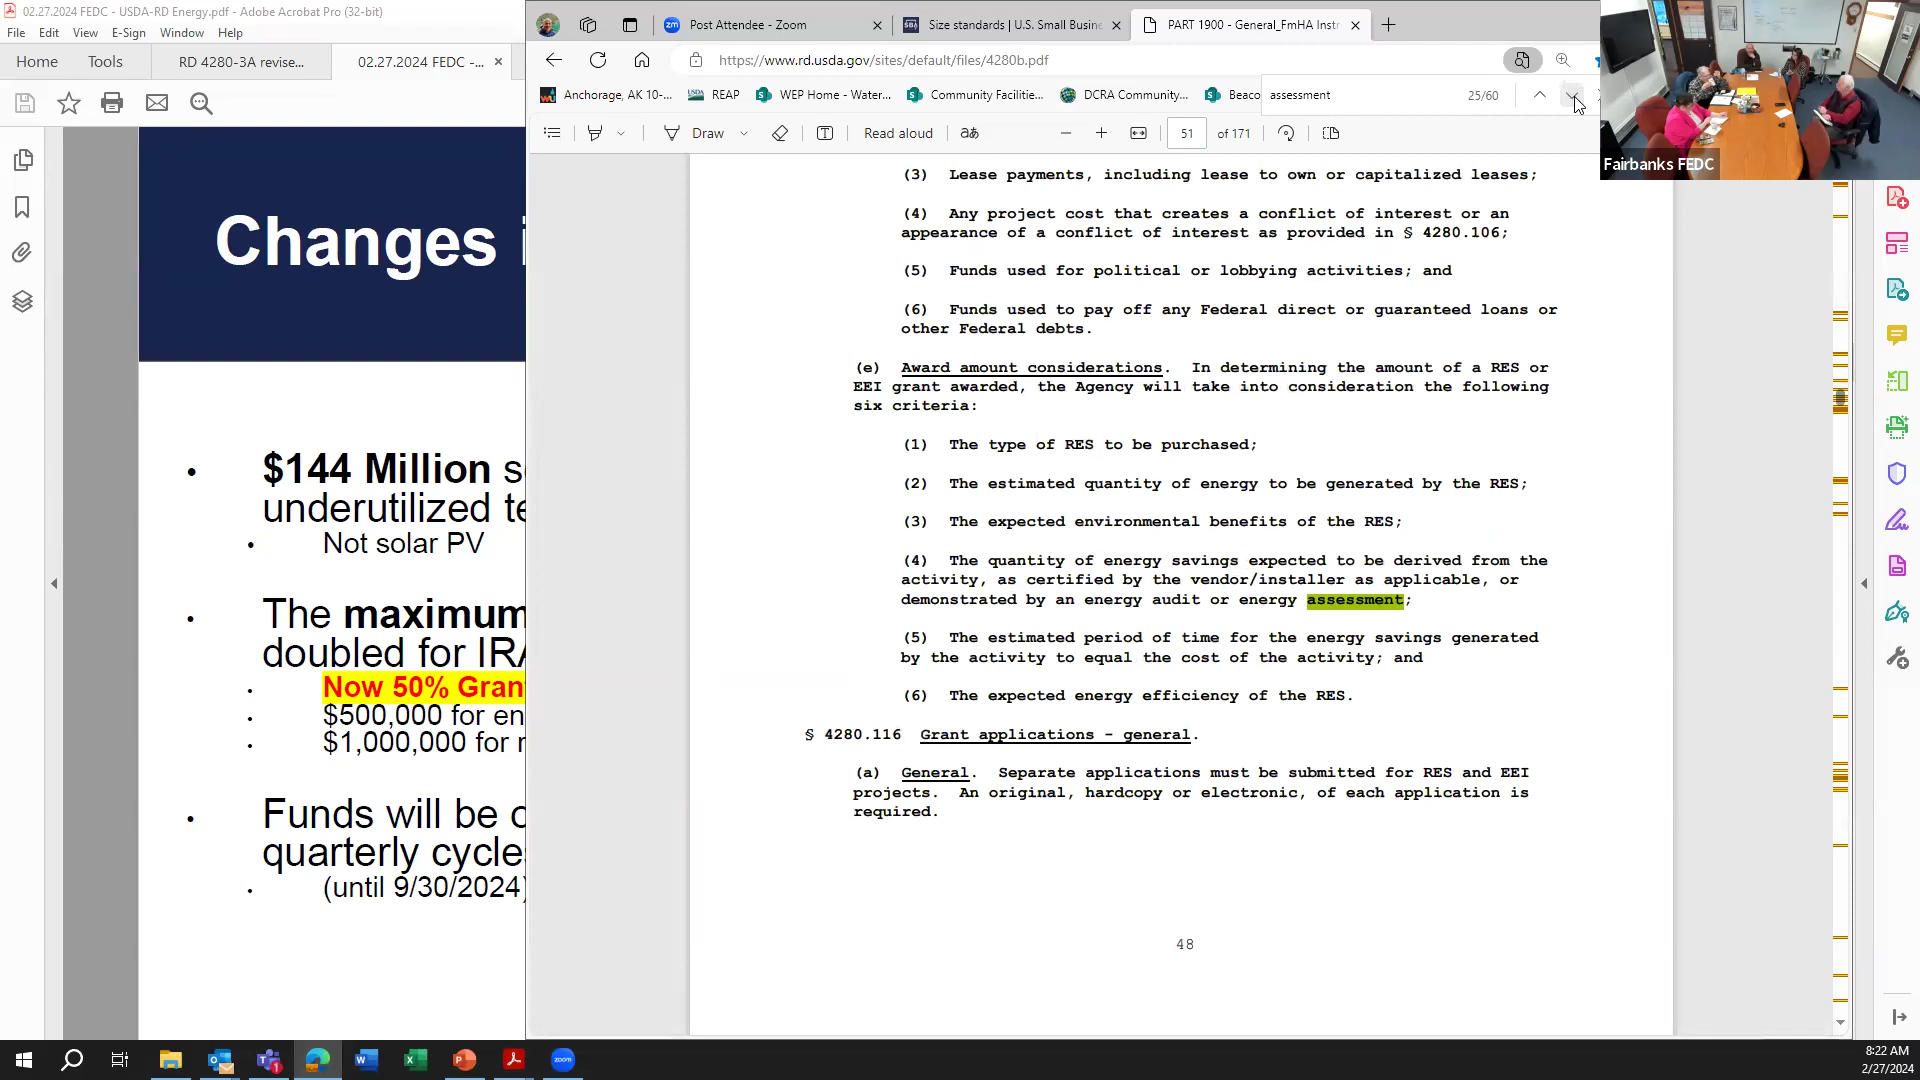 02.27.2024 FEDC - USDA-RD Energy.pdf - Adobe Acrobat Pro (32-bit)
File Edit View E-Sign Window Help
Home Tools RD 4280-3A revise... 02.27.2024 FEDC -...
Changes i
• $144 Million s
underutilized te
• Not solar PV
• The maximum
doubled for IRA
• Now 50% Gran
• $500,000 for en
• $1,000,000 for r
• Funds will be
quarterly cycle
• (until 9/30/2024)
Post Attendee - Zoom
Size standards | U.S. Small Busine
PART 1900 - General_FmHA Instr
https://www.rd.usda.gov/sites/default/files/4280b.pdf
Anchorage, AK 10-... REAP WEP Home - Water... Community Facilitie... DCRA Community... Beaco
assessment 25/60
Draw Read aloud 51 of 171
(3) Lease payments, including lease to own or capitalized leases;
(4) Any project cost that creates a conflict of interest or an
appearance of a conflict of interest as provided in § 4280.106;
(5) Funds used for political or lobbying activities; and
(6) Funds used to pay off any Federal direct or guaranteed loans or
other Federal debts.
(e) Award amount considerations. In determining the amount of a RES or
EEI grant awarded, the Agency will take into consideration the following
six criteria:
(1) The type of RES to be purchased;
(2) The estimated quantity of energy to be generated by the RES;
(3) The expected environmental benefits of the RES;
(4) The quantity of energy savings expected to be derived from the
activity, as certified by the vendor/installer as applicable, or
demonstrated by an energy audit or energy assessment;
(5) The estimated period of time for the energy savings generated
by the activity to equal the cost of the activity; and
(6) The expected energy efficiency of the RES.
§ 4280.116 Grant applications - general.
(a) General. Separate applications must be submitted for RES and EEI
projects. An original, hardcopy or electronic, of each application is
required.
48
Fairbanks FEDC
8:22 AM
2/27/2024